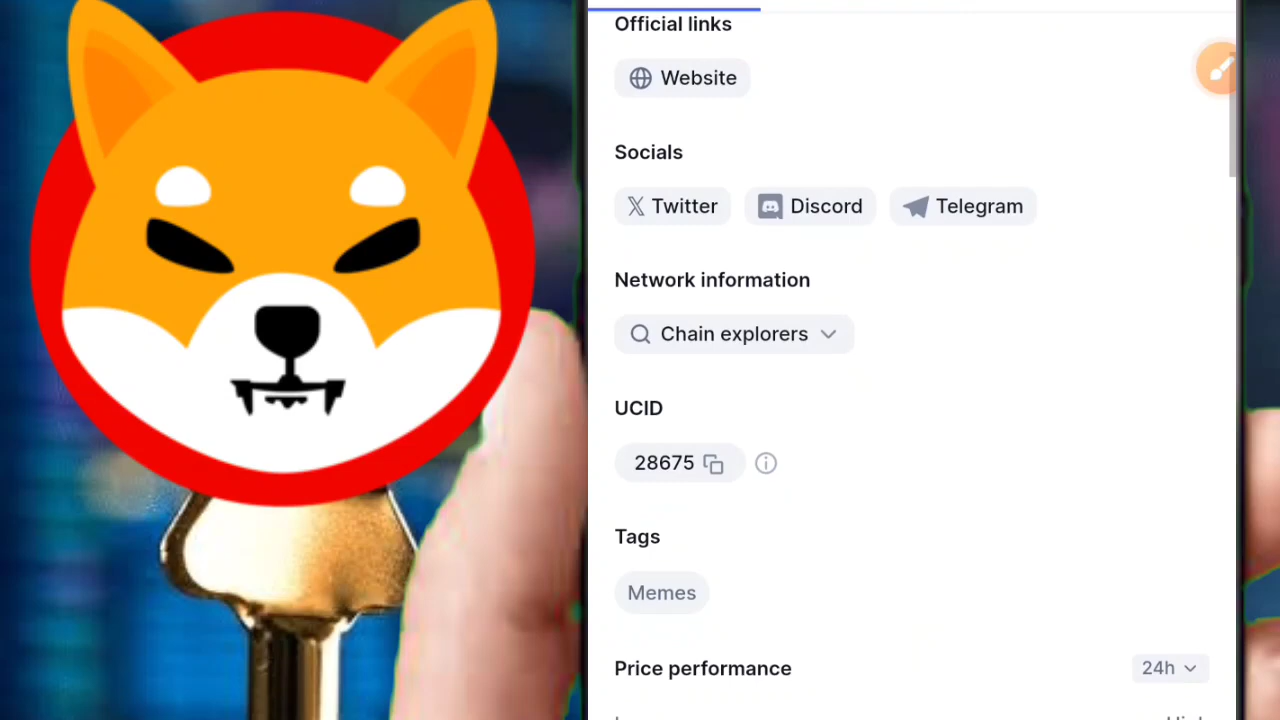 Official links
Website
Socials
Twitter Discord Telegram
Network information
Chain explorers
UCID
28675
Tags
Memes
Price performance 24h